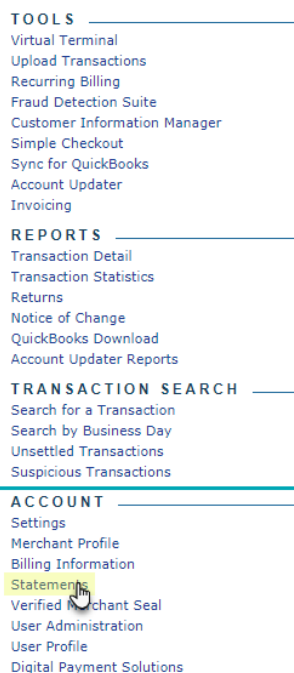 TOOLS
Virtual Terminal
Upload Transactions
Recurring Billing
Fraud Detection Suite
Customer Information Manager
Simple Checkout
Sync for QuickBooks
Account Updater
Invoicing
REPORTS
Transaction Detail
Transaction Statistics
Returns
Notice of Change
QuickBooks Download
Account Updater Reports
TRANSACTION SEARCH
Search for a Transaction
Search by Business Day
Unsettled Transactions
Suspicious Transactions
ACCOUNT
Settings
Merchant Profile
Billing Information
Statements
Verified Merchant Seal
User Administration
User Profile
Digital Payment Solutions